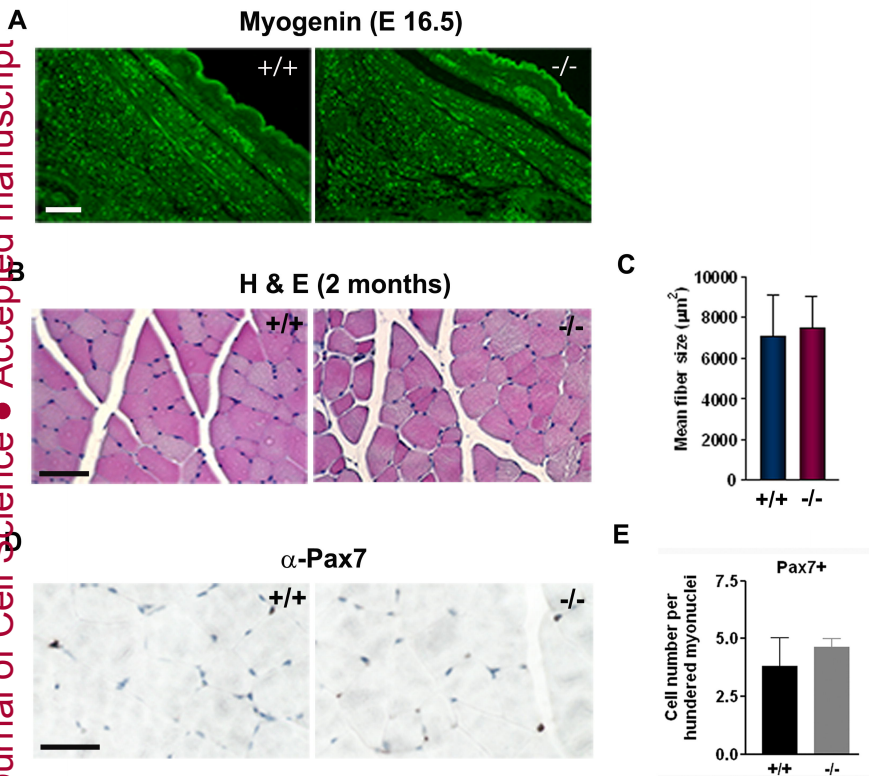 A
Myogenin (E 16.5)
+/+
-/-
B
H & E (2 months)
+/+
-/-
C
Mean fiber size (µm²)
10000
8000
6000
4000
2000
0
+/+
-/-
D
α-Pax7
+/+
-/-
E
Pax7+
Cell number per
hundered myonuclei
7.5
5.0
2.5
0.0
+/+
-/-
Journal of Cell Science ● Accepted manuscript